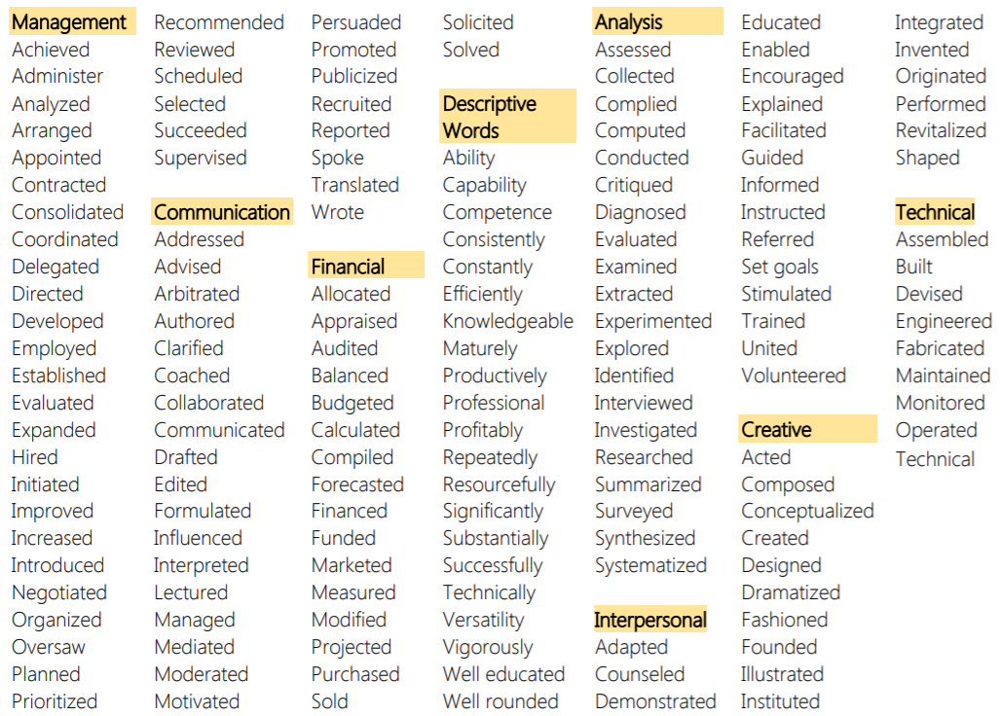 Management
Achieved
Administer
Analyzed
Arranged
Appointed
Contracted
Consolidated
Coordinated
Delegated
Directed
Developed
Employed
Established
Evaluated
Expanded
Hired
Initiated
Improved
Increased
Introduced
Negotiated
Organized
Oversaw
Planned
Prioritized
Recommended
Reviewed
Scheduled
Selected
Succeeded
Supervised
Communication
Addressed
Advised
Arbitrated
Authored
Clarified
Coached
Collaborated
Communicated
Drafted
Edited
Formulated
Influenced
Interpreted
Lectured
Managed
Mediated
Moderated
Motivated
Persuaded
Promoted
Publicized
Recruited
Reported
Spoke
Translated
Wrote
Financial
Allocated
Appraised
Audited
Balanced
Budgeted
Calculated
Compiled
Forecasted
Financed
Funded
Marketed
Measured
Modified
Projected
Purchased
Sold
Solicited
Solved
Descriptive
Words
Ability
Capability
Competence
Consistently
Constantly
Efficiently
Knowledgeable
Maturely
Productively
Professional
Profitably
Repeatedly
Resourcefully
Significantly
Substantially
Successfully
Technically
Versatility
Vigorously
Well educated
Well rounded
Analysis
Assessed
Collected
Complied
Computed
Conducted
Critiqued
Diagnosed
Evaluated
Examined
Extracted
Experimented
Explored
Identified
Interviewed
Investigated
Researched
Summarized
Surveyed
Synthesized
Systematized
Interpersonal
Adapted
Counseled
Demonstrated
Educated
Enabled
Encouraged
Explained
Facilitated
Guided
Informed
Instructed
Referred
Set goals
Stimulated
Trained
United
Volunteered
Creative
Acted
Composed
Conceptualized
Created
Designed
Dramatized
Fashioned
Founded
Illustrated
Instituted
Integrated
Invented
Originated
Performed
Revitalized
Shaped
Technical
Assembled
Built
Devised
Engineered
Fabricated
Maintained
Monitored
Operated
Technical